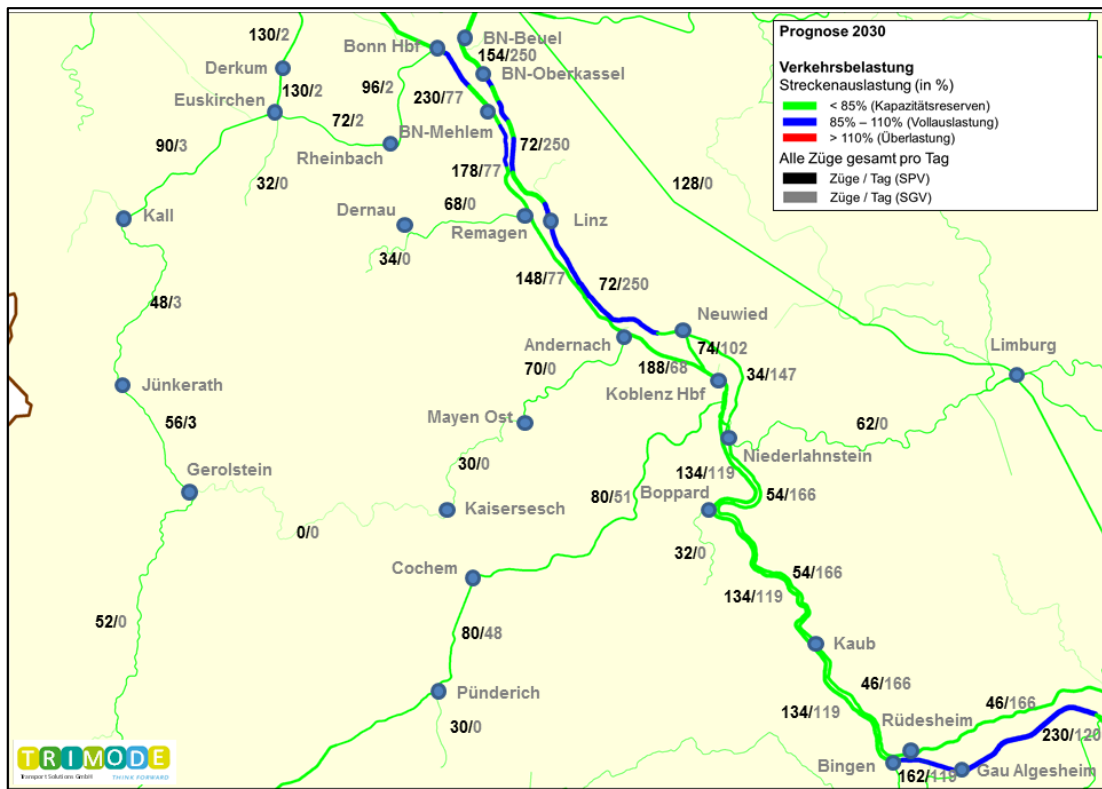 Prognose 2030
Verkehrsbelastung
Streckenauslastung (in %)
< 85% (Kapazitätsreserven)
85% – 110% (Vollauslastung)
> 110% (Überlastung)
Alle Züge gesamt pro Tag
Züge / Tag (SPV)
Züge / Tag (SGV)
130/2
Bonn Hbf
BN-Beuel
154/250
Derkum
BN-Oberkassel
130/2
96/2
230/77
Euskirchen
72/2
BN-Mehlem
90/3
Rheinbach
72/250
178/77
32/0
128/0
68/0
Kall
Dernau
Remagen
Linz
34/0
148/77
72/250
48/3
Neuwied
Andernach
74/102
Limburg
70/0
188/68
34/147
Jünkerath
Koblenz Hbf
Mayen Ost
56/3
62/0
Niederlahnstein
Gerolstein
30/0
134/119
80/51
Boppard
54/166
Kaisersesch
0/0
32/0
Cochem
54/166
134/119
52/0
80/48
Kaub
Pünderich
46/166
134/119
Rüdesheim
46/166
30/0
230/120
Bingen
162/119
Gau Algesheim
TRIMODE
Transport Solutions GmbH
THINK FORWARD